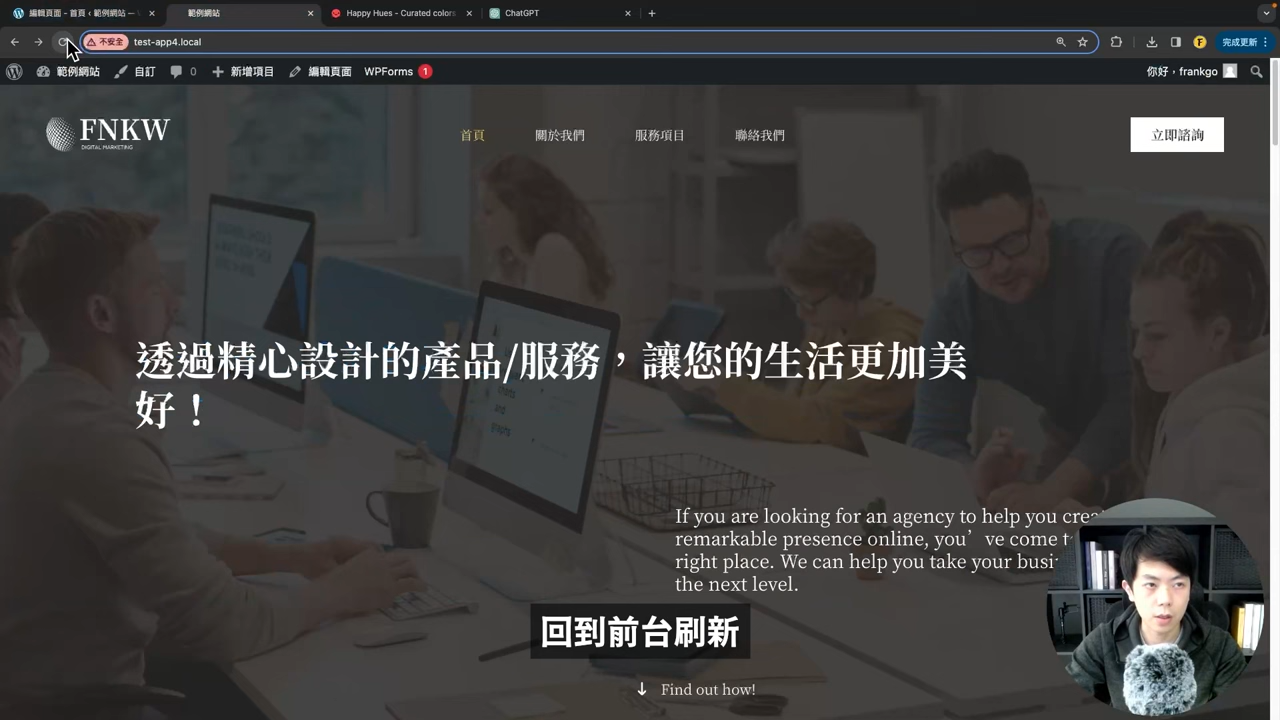 編輯頁面 - 首頁 ‹ 範例網站 —
範例網站
Happy Hues - Curated colors
ChatGPT
不安全
test-app4.local
完成更新
範例網站
自訂
0
新增項目
編輯頁面
WPForms
1
你好，frankgo
FNKW
DIGITAL MARKETING
首頁
關於我們
服務項目
聯絡我們
立即諮詢
透過精心設計的產品/服務，讓您的生活更加美
好！
If you are looking for an agency to help you crea
remarkable presence online, you’ve come t
right place. We can help you take your busi
the next level.
回到前台刷新
Find out how!